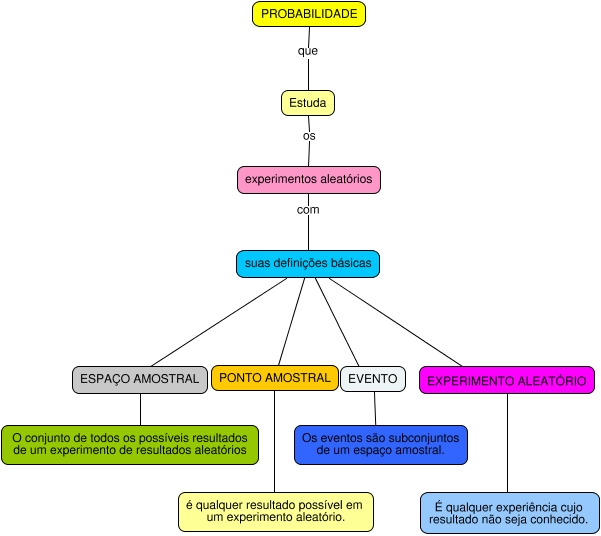 PROBABILIDADE
que
Estuda
os
experimentos aleatórios
com
suas definições básicas
ESPAÇO AMOSTRAL
PONTO AMOSTRAL
EVENTO
EXPERIMENTO ALEATÓRIO
O conjunto de todos os possíveis resultados
de um experimento de resultados aleatórios
Os eventos são subconjuntos
de um espaço amostral.
é qualquer resultado possível em
um experimento aleatório.
É qualquer experiência cujo
resultado não seja conhecido.